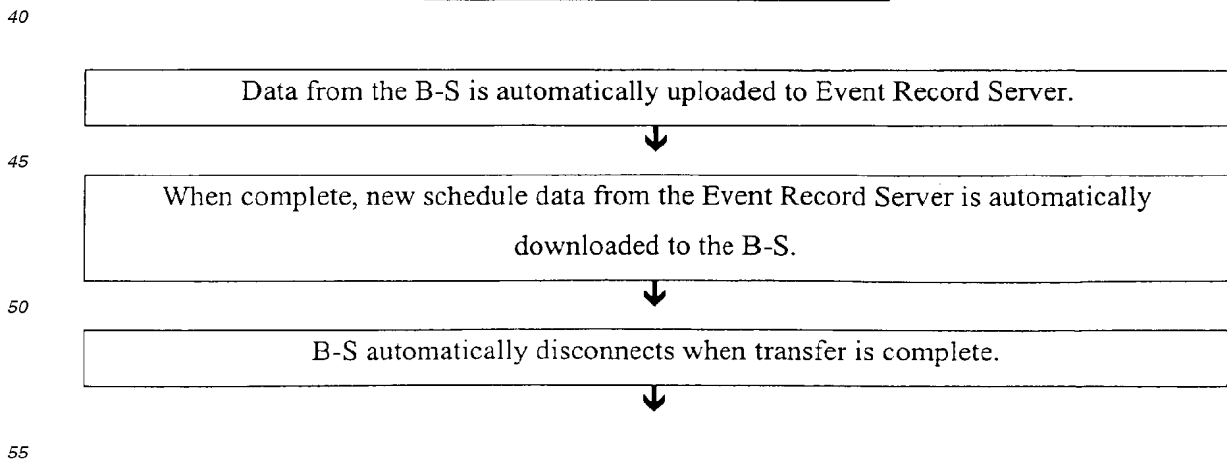 40
Data from the B-S is automatically uploaded to Event Record Server.
45
When complete, new schedule data from the Event Record Server is automatically
downloaded to the B-S.
50
B-S automatically disconnects when transfer is complete.
55